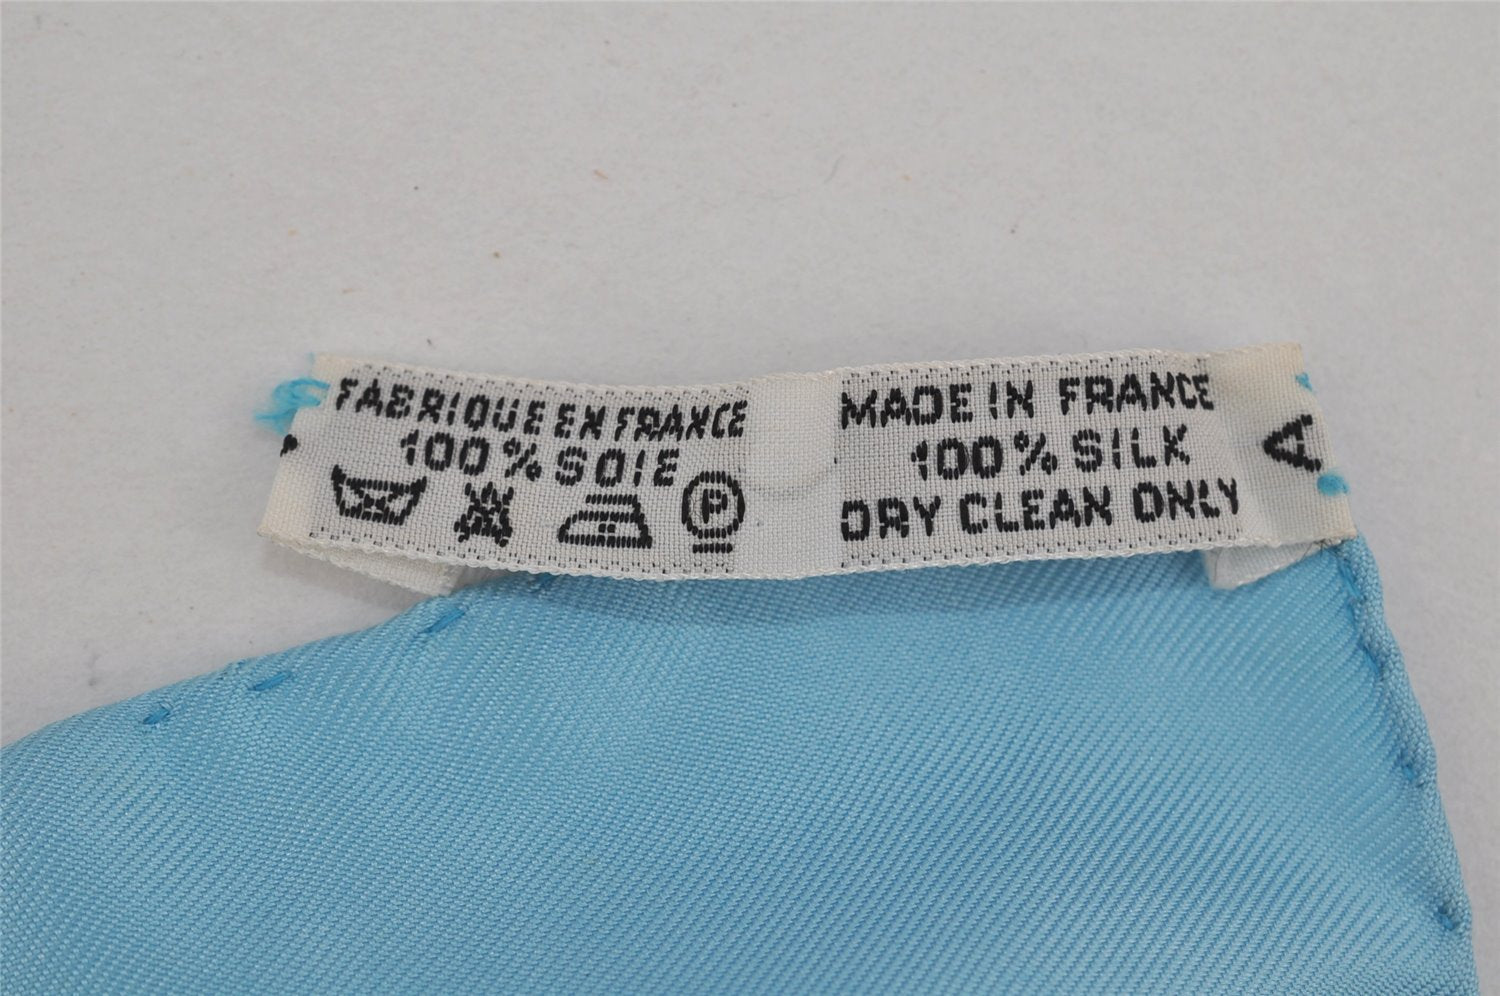 FABRIQUE EN FRANCE
100% SOIE
P
MADE IN FRANCE
100% SILK
DRY CLEAN ONLY
A